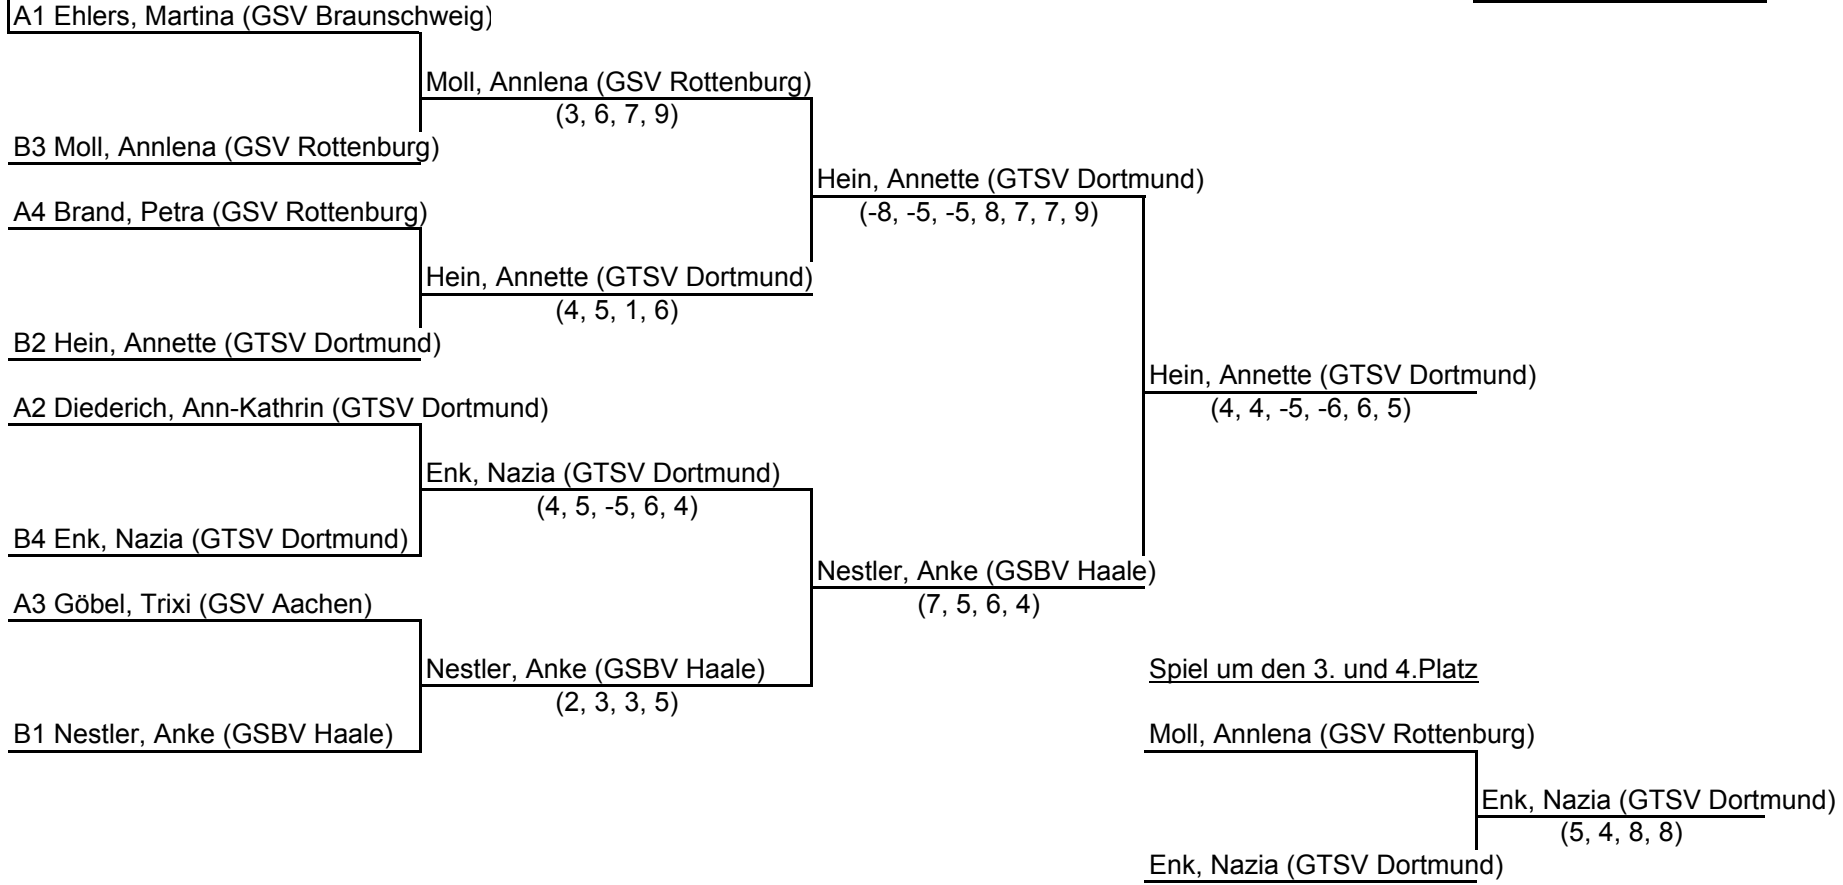 A1 Ehlers, Martina (GSV Braunschweig)
Moll, Annlena (GSV Rottenburg)
(3, 6, 7, 9)
B3 Moll, Annlena (GSV Rottenburg)
Hein, Annette (GTSV Dortmund)
(-8, -5, -5, 8, 7, 7, 9)
A4 Brand, Petra (GSV Rottenburg)
Hein, Annette (GTSV Dortmund)
(4, 5, 1, 6)
B2 Hein, Annette (GTSV Dortmund)
Hein, Annette (GTSV Dortmund)
(4, 4, -5, -6, 6, 5)
A2 Diederich, Ann-Kathrin (GTSV Dortmund)
Enk, Nazia (GTSV Dortmund)
(4, 5, -5, 6, 4)
B4 Enk, Nazia (GTSV Dortmund)
Nestler, Anke (GSBV Haale)
(7, 5, 6, 4)
A3 Göbel, Trixi (GSV Aachen)
Nestler, Anke (GSBV Haale)
(2, 3, 3, 5)
B1 Nestler, Anke (GSBV Haale)
Spiel um den 3. und 4.Platz
Moll, Annlena (GSV Rottenburg)
Enk, Nazia (GTSV Dortmund)
(5, 4, 8, 8)
Enk, Nazia (GTSV Dortmund)